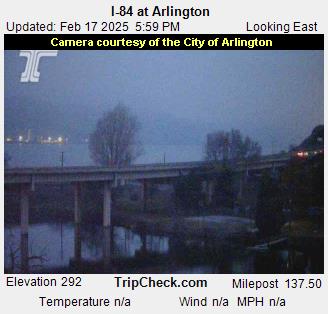 I-84 at Arlington
Updated: Feb 17 2025 5:59 PM Looking East
Camera courtesy of the City of Arlington
Elevation 292 TripCheck.com Milepost 137.50
Temperature n/a Wind n/a MPH n/a